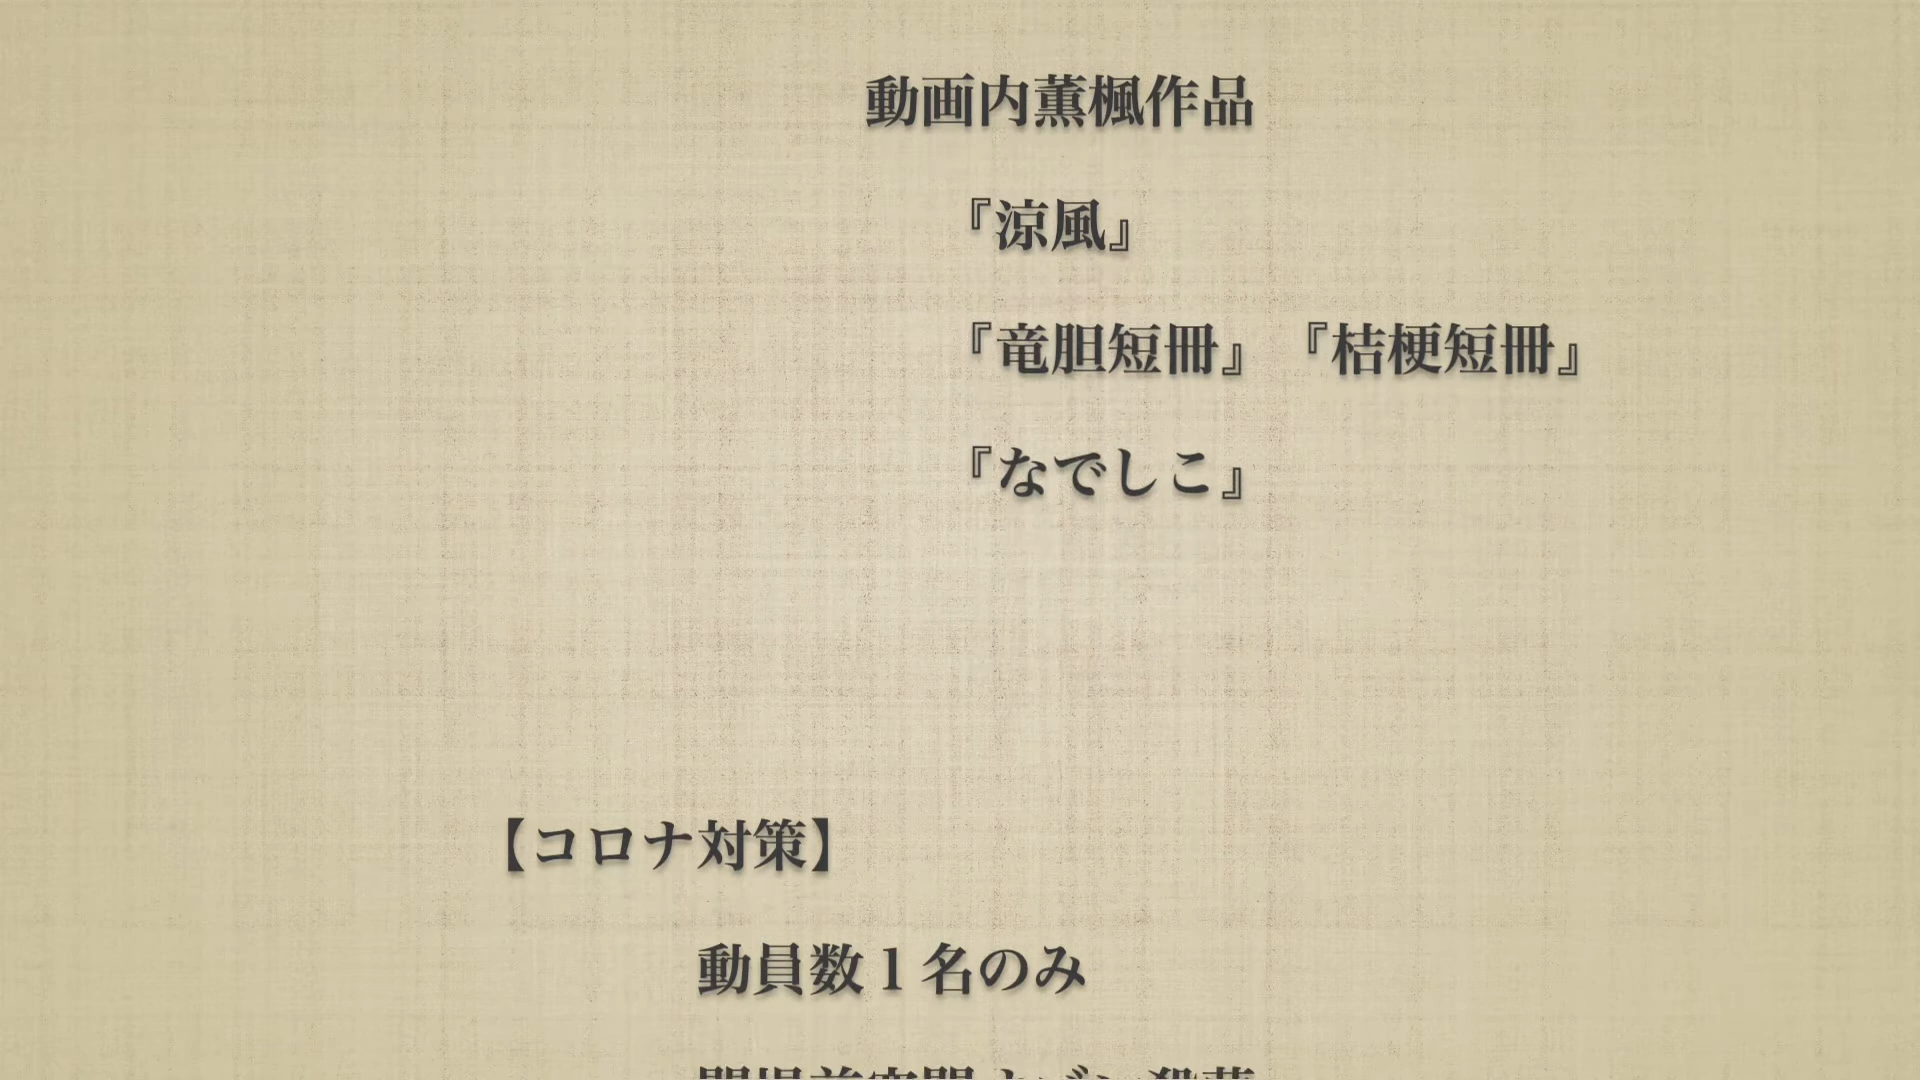 動画内薫楓作品
『涼風』
『竜胆短冊』『桔梗短冊』
『なでしこ』
【コロナ対策】
動員数１名のみ